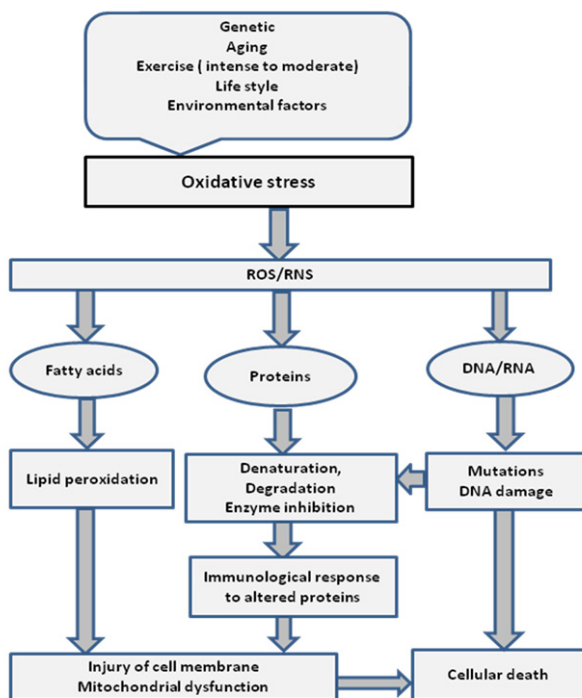 Genetic
Aging
Exercise ( intense to moderate)
Life style
Environmental factors
Oxidative stress
ROS/RNS
Fatty acids
Proteins
DNA/RNA
Lipid peroxidation
Denaturation,
Degradation
Enzyme inhibition
Mutations
DNA damage
Immunological response
to altered proteins
Injury of cell membrane
Mitochondrial dysfunction
Cellular death